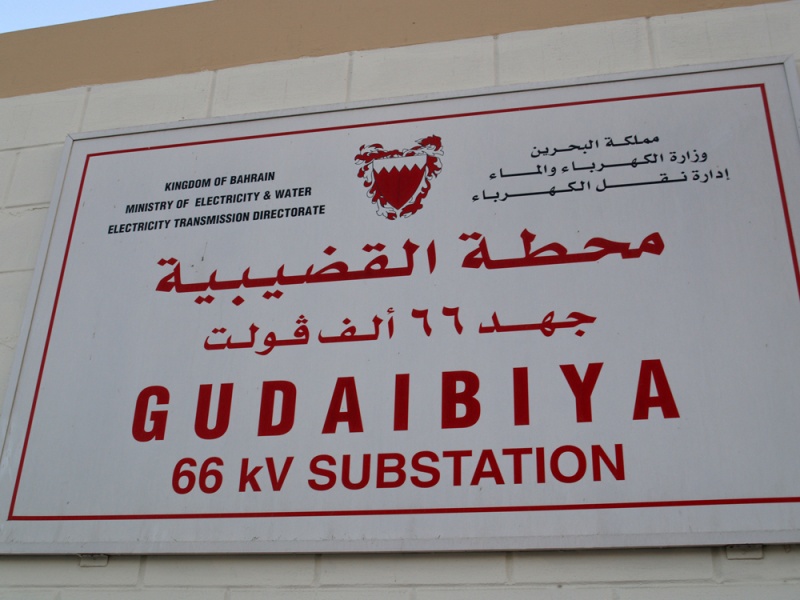 KINGDOM OF BAHRAIN
MINISTRY OF ELECTRICITY & WATER
ELECTRICITY TRANSMISSION DIRECTORATE
مملكة البحرين
وزارة الكهرباء والماء
إدارة نقل الكهرباء
محطة القضيبية
جهد ٦٦ ألف ڤولت
GUDAIBIYA
66 kV SUBSTATION